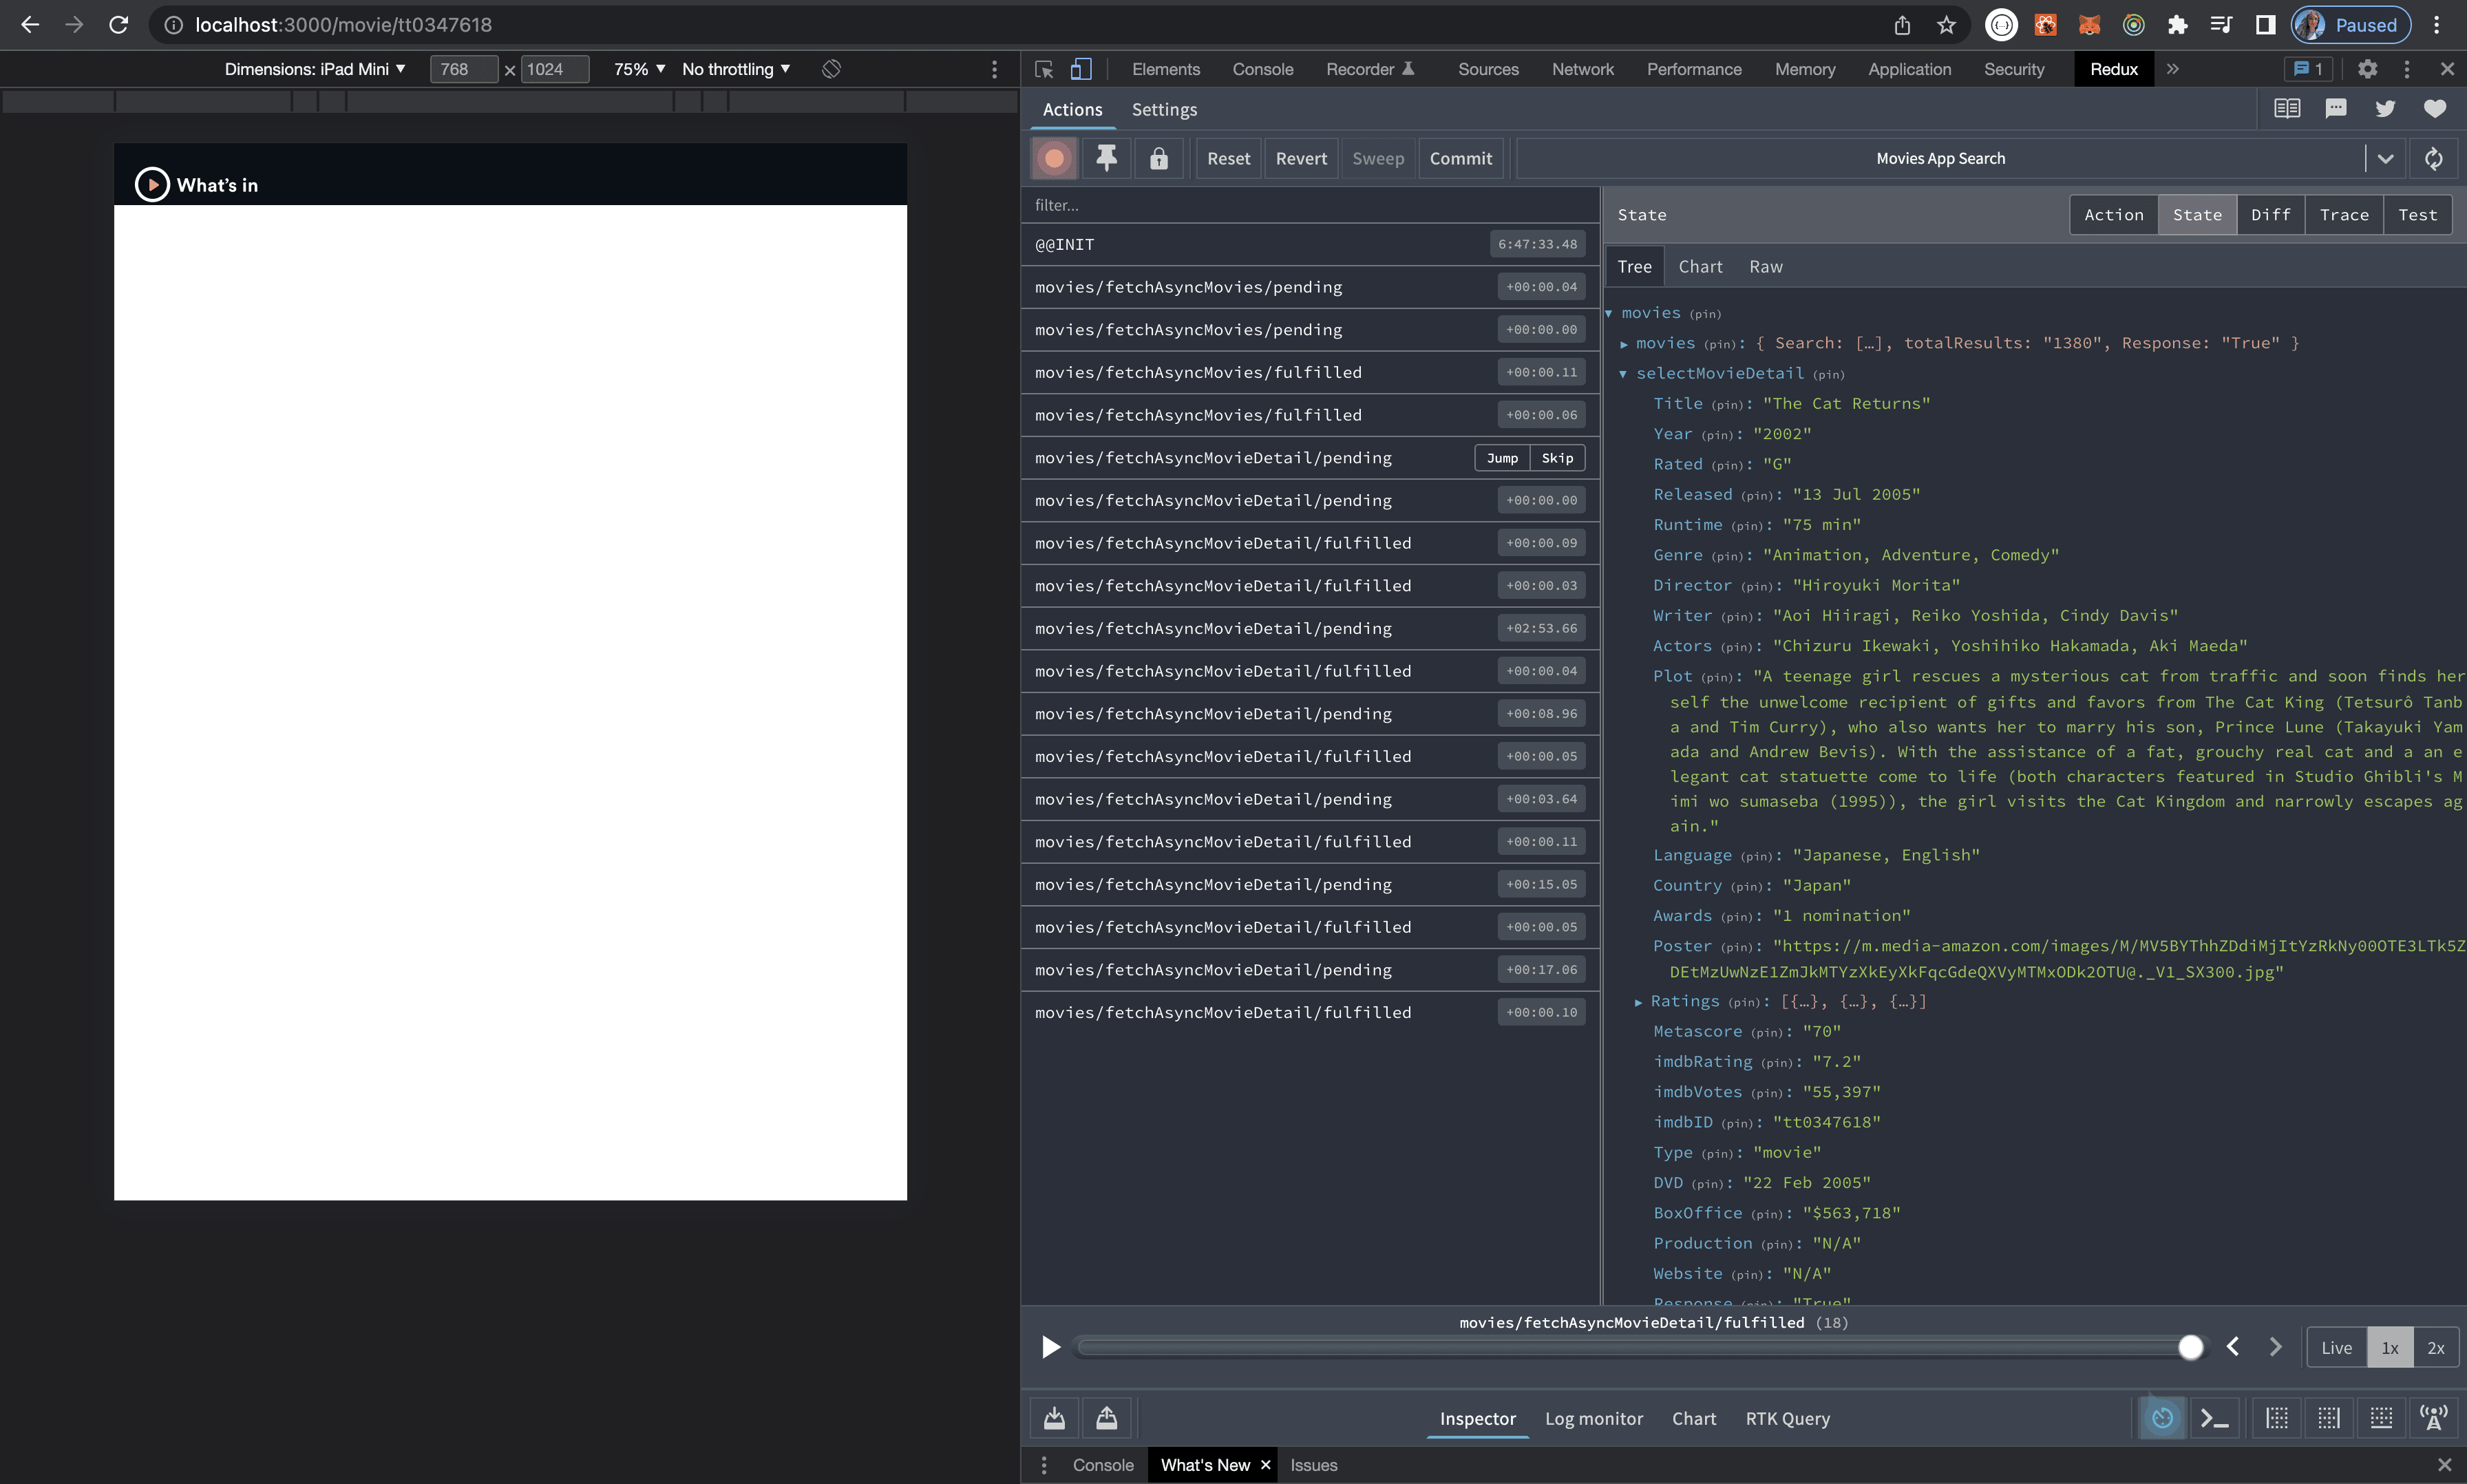 localhost:3000/movie/tt0347618
Paused
Dimensions: iPad Mini ▼ 768 × 1024 75% ▼ No throttling ▼
Elements Console Recorder Sources Network Performance Memory Application Security Redux » 1
Actions Settings
Reset Revert Sweep Commit Movies App Search
What's in
filter...
@@INIT 6:47:33.48
movies/fetchAsyncMovies/pending +00:00.04
movies/fetchAsyncMovies/pending +00:00.00
movies/fetchAsyncMovies/fulfilled +00:00.11
movies/fetchAsyncMovies/fulfilled +00:00.06
movies/fetchAsyncMovieDetail/pending Jump Skip
movies/fetchAsyncMovieDetail/pending +00:00.00
movies/fetchAsyncMovieDetail/fulfilled +00:00.09
movies/fetchAsyncMovieDetail/fulfilled +00:00.03
movies/fetchAsyncMovieDetail/pending +02:53.66
movies/fetchAsyncMovieDetail/fulfilled +00:00.04
movies/fetchAsyncMovieDetail/pending +00:08.96
movies/fetchAsyncMovieDetail/fulfilled +00:00.05
movies/fetchAsyncMovieDetail/pending +00:03.64
movies/fetchAsyncMovieDetail/fulfilled +00:00.11
movies/fetchAsyncMovieDetail/pending +00:15.05
movies/fetchAsyncMovieDetail/fulfilled +00:00.05
movies/fetchAsyncMovieDetail/pending +00:17.06
movies/fetchAsyncMovieDetail/fulfilled +00:00.10
State Action State Diff Trace Test
Tree Chart Raw
▼ movies (pin)
▶ movies (pin): { Search: […], totalResults: "1380", Response: "True" }
▼ selectMovieDetail (pin)
Title (pin): "The Cat Returns"
Year (pin): "2002"
Rated (pin): "G"
Released (pin): "13 Jul 2005"
Runtime (pin): "75 min"
Genre (pin): "Animation, Adventure, Comedy"
Director (pin): "Hiroyuki Morita"
Writer (pin): "Aoi Hiiragi, Reiko Yoshida, Cindy Davis"
Actors (pin): "Chizuru Ikewaki, Yoshihiko Hakamada, Aki Maeda"
Plot (pin): "A teenage girl rescues a mysterious cat from traffic and soon finds her
self the unwelcome recipient of gifts and favors from The Cat King (Tetsurô Tanb
a and Tim Curry), who also wants her to marry his son, Prince Lune (Takayuki Yam
ada and Andrew Bevis). With the assistance of a fat, grouchy real cat and a an e
legant cat statuette come to life (both characters featured in Studio Ghibli's M
imi wo sumaseba (1995)), the girl visits the Cat Kingdom and narrowly escapes ag
ain."
Language (pin): "Japanese, English"
Country (pin): "Japan"
Awards (pin): "1 nomination"
Poster (pin): "https://m.media-amazon.com/images/M/MV5BYThhZDdiMjItYzRkNy00OTE3LTk5Z
DEtMzUwNzE1ZmJkMTYzXkEyXkFqcGdeQXVyMTMxODk2OTU@._V1_SX300.jpg"
▶ Ratings (pin): [{…}, {…}, {…}]
Metascore (pin): "70"
imdbRating (pin): "7.2"
imdbVotes (pin): "55,397"
imdbID (pin): "tt0347618"
Type (pin): "movie"
DVD (pin): "22 Feb 2005"
BoxOffice (pin): "$563,718"
Production (pin): "N/A"
Website (pin): "N/A"
Response (pin): "True"
movies/fetchAsyncMovieDetail/fulfilled (18)
Live 1x 2x
Inspector Log monitor Chart RTK Query
Console What's New × Issues